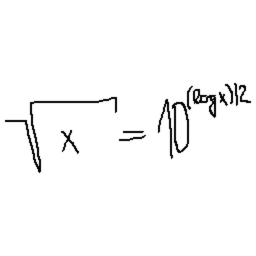 √x = 10^((log x)/2)